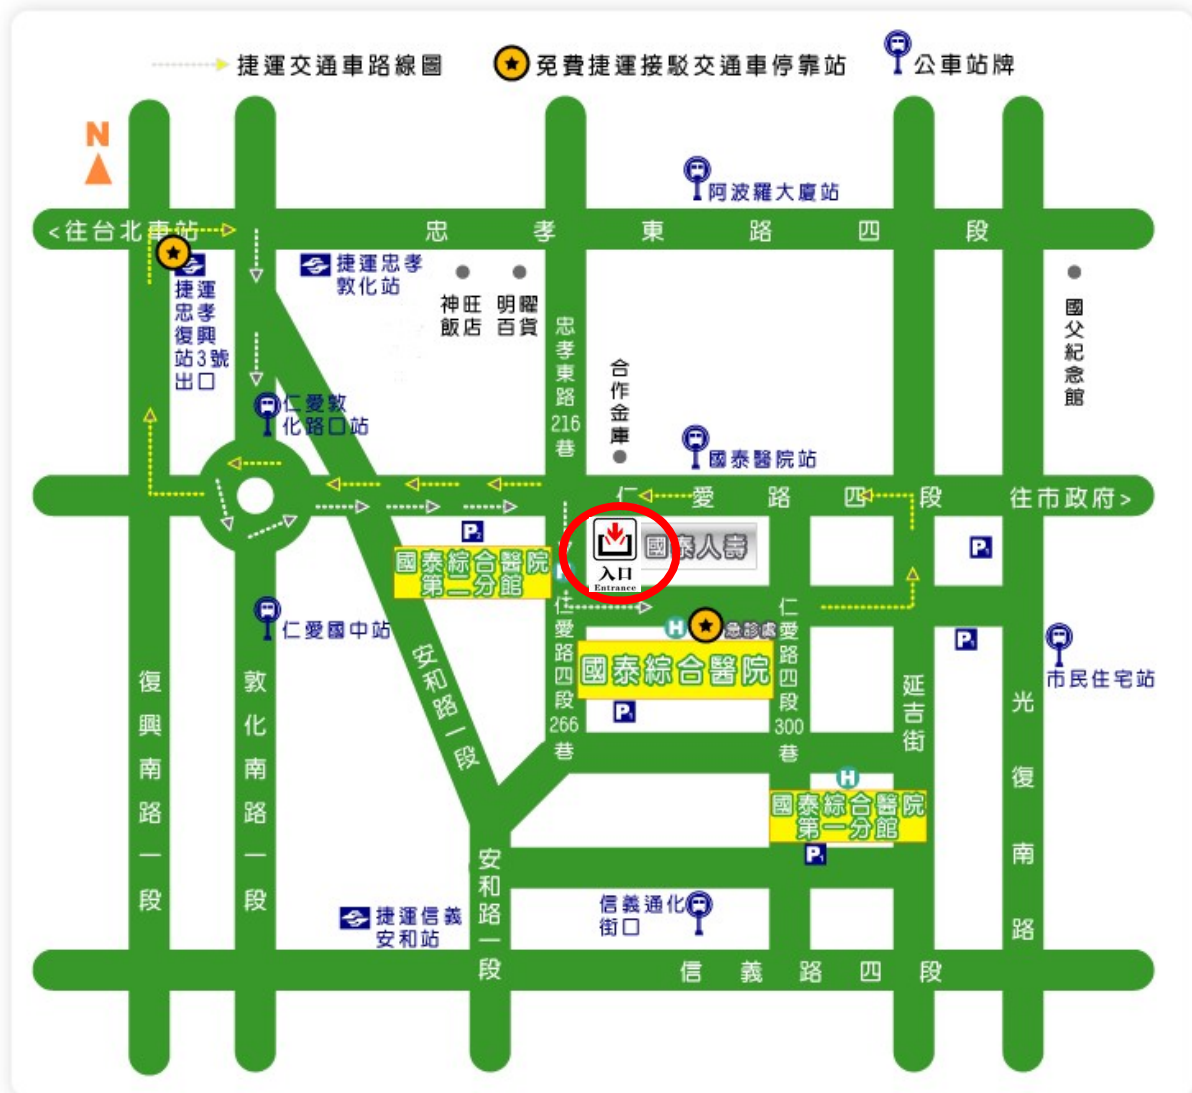 捷運交通車路線圖
免費捷運接駁交通車停靠站
公車站牌
N
阿波羅大廈站
<往台北車站
忠孝東路四段
捷運
忠孝
復興
站3號
出口
捷運忠孝
敦化站
神旺
飯店
明曜
百貨
忠孝東路216巷
合作金庫
國父紀念館
仁愛敦
化路口站
國泰醫院站
仁愛路四段
往市政府>
P2
國泰綜合醫院
第二分館
入口
Entrance
國泰人壽
P1
仁愛國中站
H
急診處
國泰綜合醫院
P1
P1
市民住宅站
安和路一段
仁愛路四段266巷
仁愛路四段300巷
延吉街
復興南路一段
敦化南路一段
光復南路
H
國泰綜合醫院
第一分館
P1
安和路一段
捷運信義
安和站
信義通化
街口
信義路四段